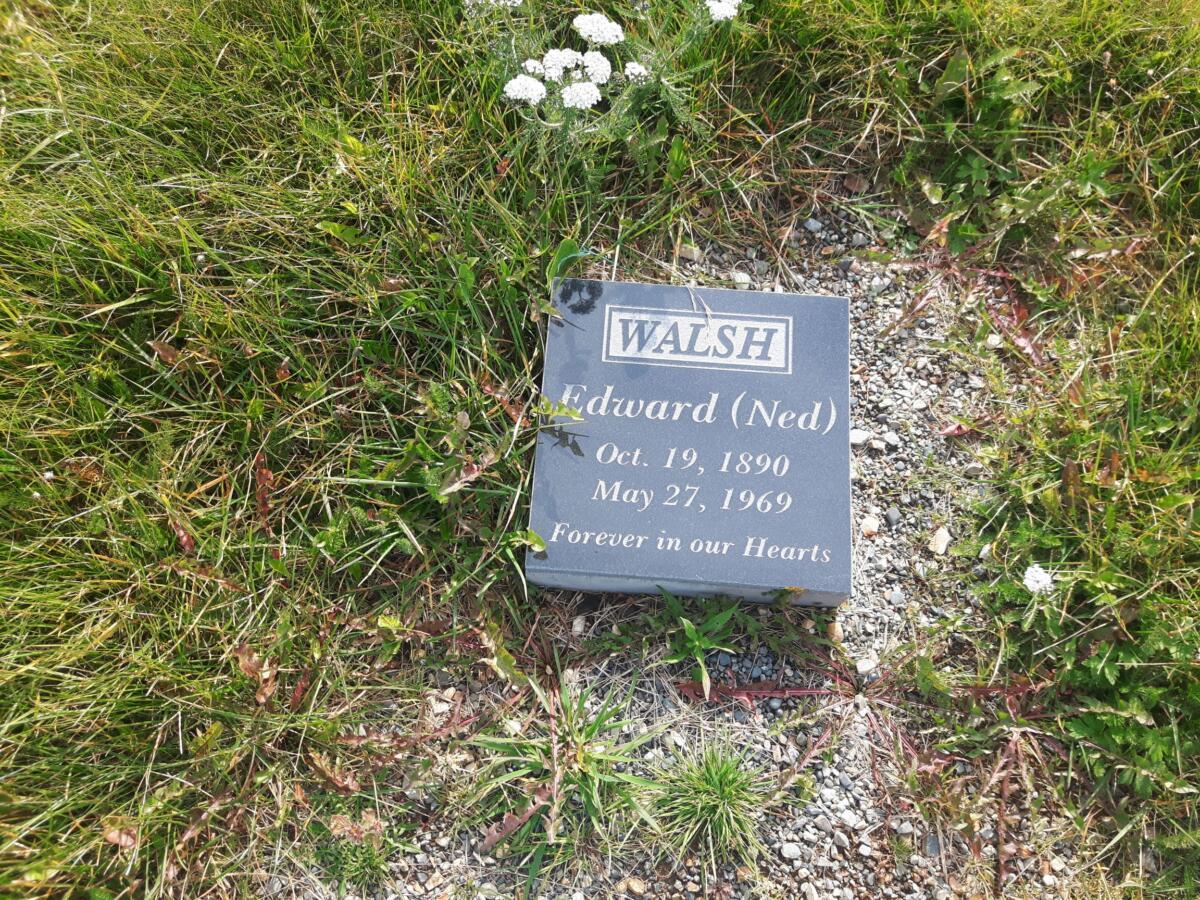 WALSH
Edward (Ned)
Oct. 19, 1890
May 27, 1969
Forever in our Hearts